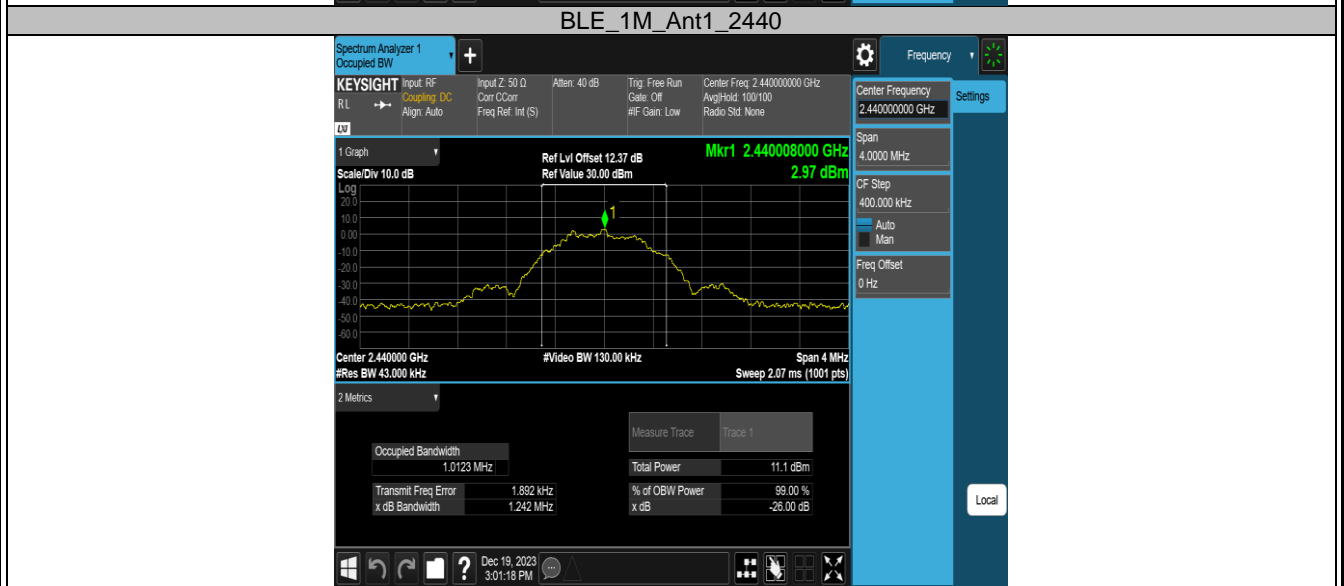 BLE_1M_Ant1_2440
Spectrum Analyzer 1
Occupied BW
+
Frequency
KEYSIGHT
RL
LXI
Input: RF
Coupling: DC
Align: Auto
Input Z: 50 Ω
Corr CCorr
Freq Ref: Int (S)
Atten: 40 dB
Trig: Free Run
Gate: Off
#IF Gain: Low
Center Freq: 2.440000000 GHz
Avg|Hold: 100/100
Radio Std: None
Center Frequency
2.440000000 GHz
Settings
Span
4.0000 MHz
CF Step
400.000 kHz
Auto
Man
Freq Offset
0 Hz
1 Graph
Scale/Div 10.0 dB
Ref Lvl Offset 12.37 dB
Ref Value 30.00 dBm
Mkr1 2.440008000 GHz
2.97 dBm
Log
20.0
10.0
0.00
-10.0
-20.0
-30.0
-40.0
-50.0
-60.0
1
Center 2.440000 GHz
#Res BW 43.000 kHz
#Video BW 130.00 kHz
Span 4 MHz
Sweep 2.07 ms (1001 pts)
2 Metrics
Measure Trace Trace 1
Occupied Bandwidth
1.0123 MHz
Total Power 11.1 dBm
Transmit Freq Error 1.892 kHz
% of OBW Power 99.00 %
x dB Bandwidth 1.242 MHz
x dB -26.00 dB
Local
?
Dec 19, 2023
3:01:18 PM